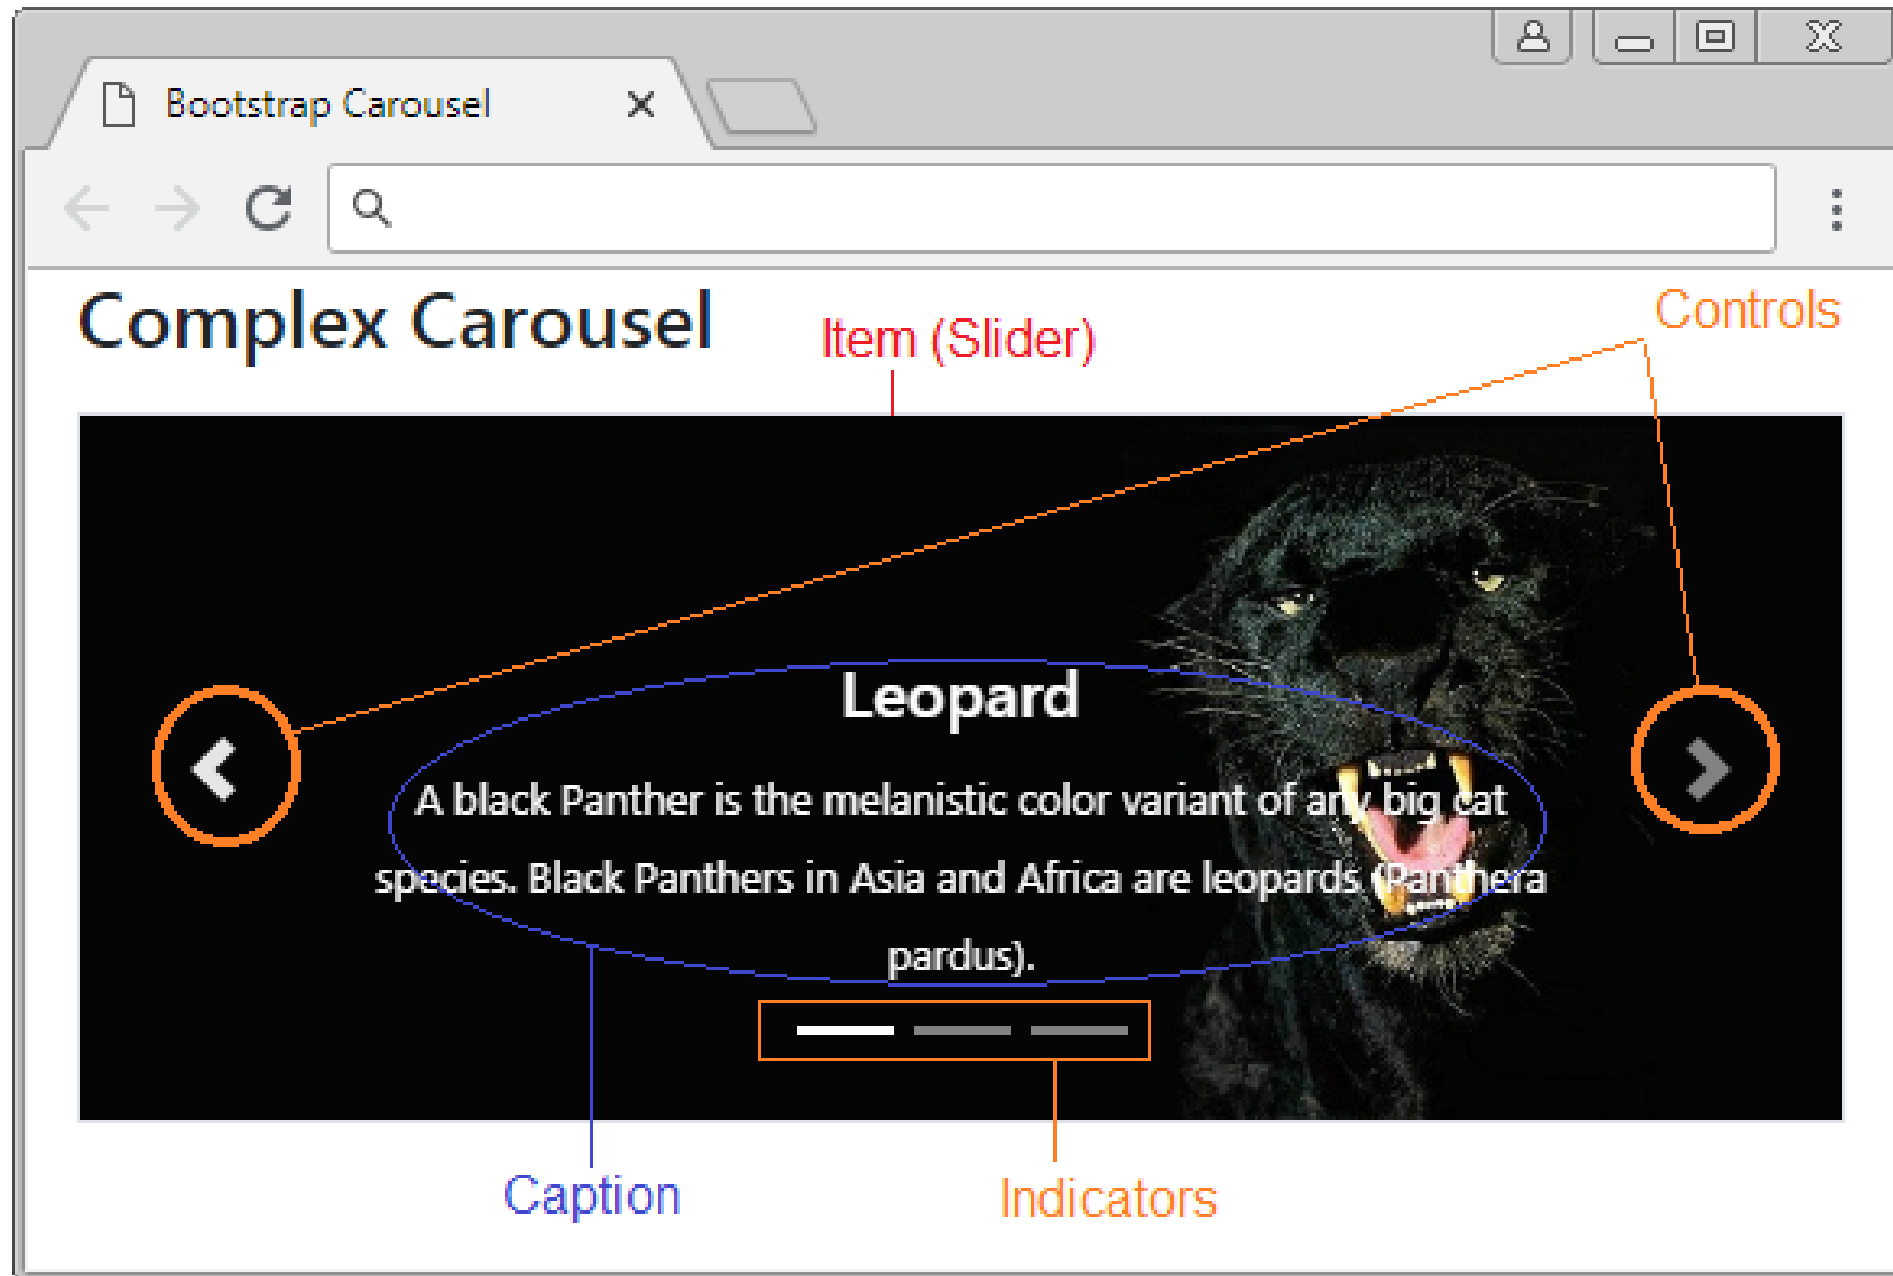 Bootstrap Carousel
Complex Carousel
Item (Slider)
Controls
Leopard
A black Panther is the melanistic color variant of any big cat
species. Black Panthers in Asia and Africa are leopards (Panthera
pardus).
Caption
Indicators